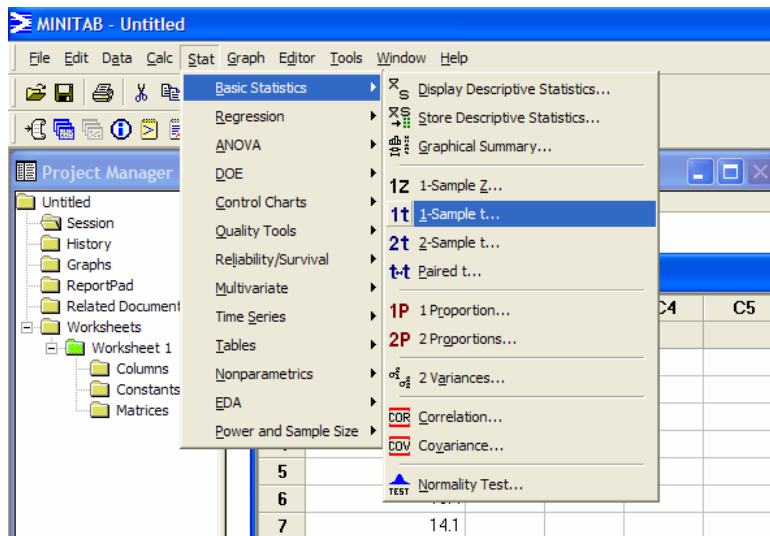 MINITAB - Untitled
File Edit Data Calc Stat Graph Editor Tools Window Help
Project Manager
Untitled
Session
History
Graphs
ReportPad
Related Document
Worksheets
Worksheet 1
Columns
Constants
Matrices
Basic Statistics
Regression
ANOVA
DOE
Control Charts
Quality Tools
Reliability/Survival
Multivariate
Time Series
Tables
Nonparametrics
EDA
Power and Sample Size
Display Descriptive Statistics...
Store Descriptive Statistics...
Graphical Summary...
1Z 1-Sample Z...
1t 1-Sample t...
2t 2-Sample t...
t-t Paired t...
1P 1 Proportion...
2P 2 Proportions...
2 Variances...
COR Correlation...
COV Covariance...
TEST Normality Test...
C4 C5
5
6
7 14.1